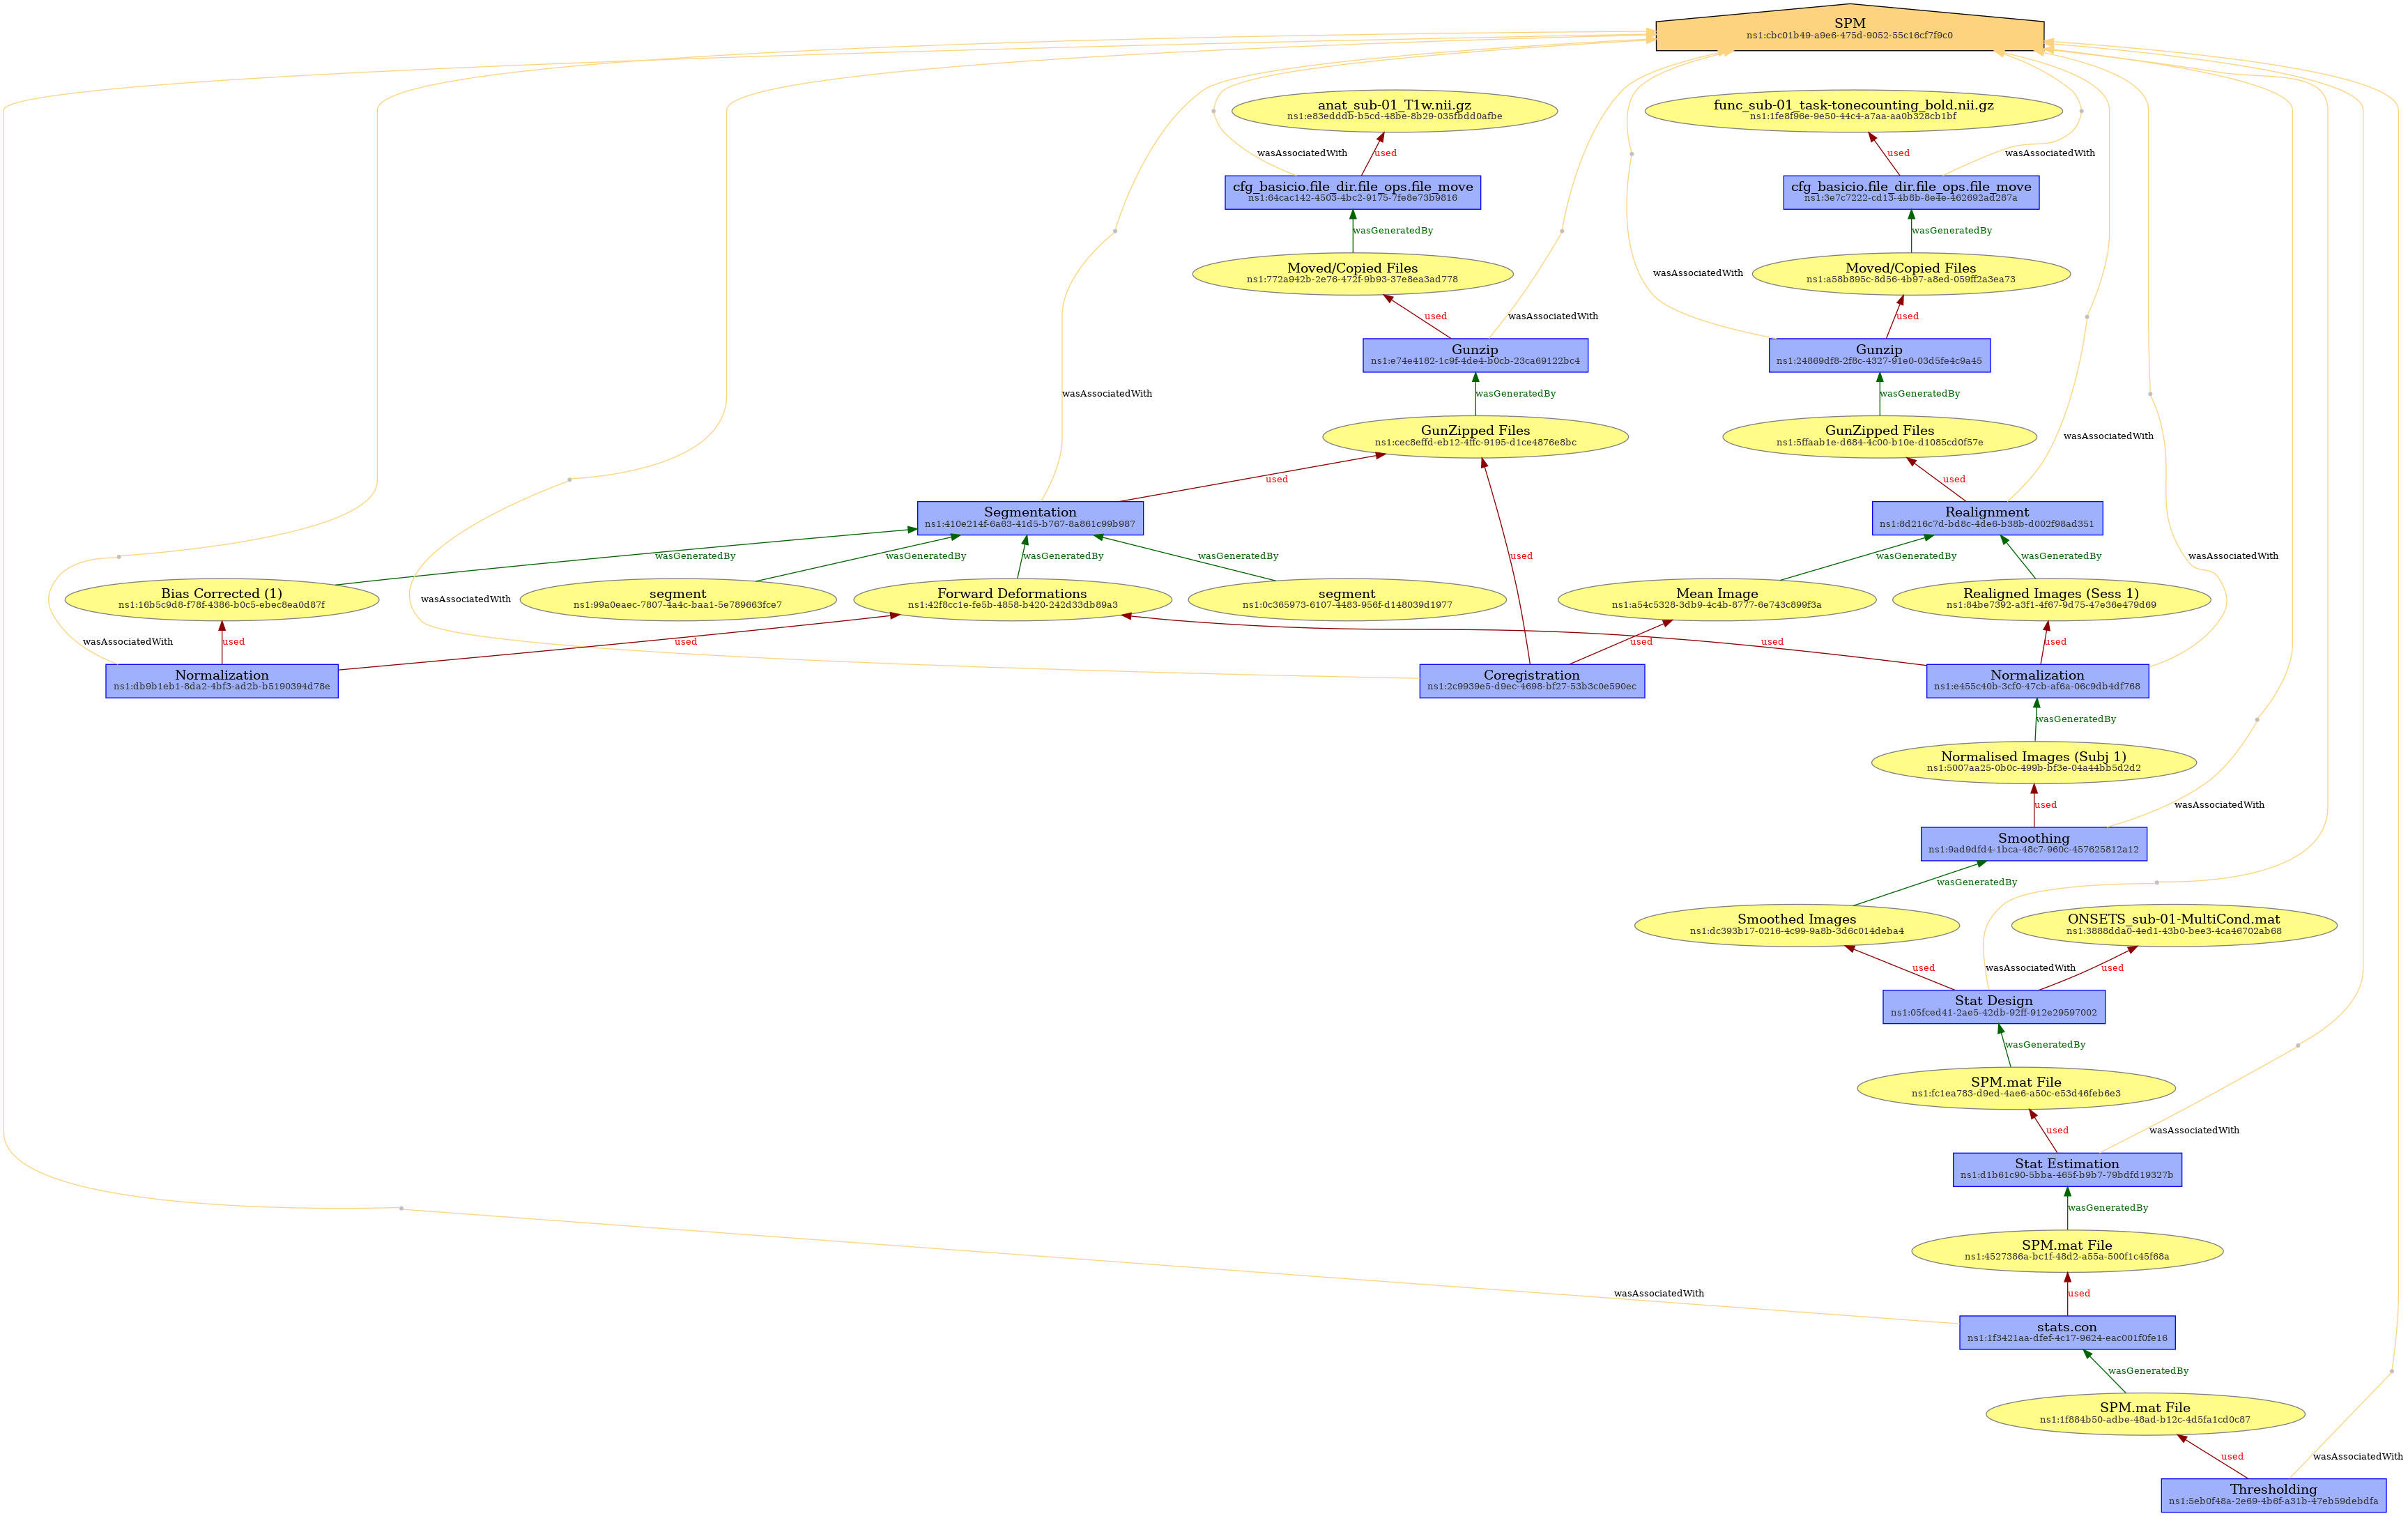 SPM
ns1:cbc01b49-a9e6-475d-9052-55c16cf7f9c0
anat_sub-01_T1w.nii.gz
ns1:e83edddb-b5cd-48be-8b29-035fbdd0afbe
func_sub-01_task-tonecounting_bold.nii.gz
ns1:1fe8f96e-9e50-44c4-a7aa-aa0b328cb1bf
wasAssociatedWith
used
used
wasAssociatedWith
cfg_basicio.file_dir.file_ops.file_move
ns1:64cac142-4503-4bc2-9175-7fe8e73b9816
cfg_basicio.file_dir.file_ops.file_move
ns1:3e7c7222-cd13-4b8b-8e4e-462692ad287a
wasGeneratedBy
wasGeneratedBy
Moved/Copied Files
ns1:772a942b-2e76-472f-9b93-37e8ea3ad778
wasAssociatedWith
Moved/Copied Files
ns1:a58b895c-8d56-4b97-a8ed-059ff2a3ea73
used
wasAssociatedWith
used
Gunzip
ns1:e74e4182-1c9f-4de4-b0cb-23ca69122bc4
Gunzip
ns1:24869df8-2f8c-4327-91e0-03d5fe4c9a45
wasAssociatedWith
wasGeneratedBy
wasGeneratedBy
GunZipped Files
ns1:cec8effd-eb12-4ffc-9195-d1ce4876e8bc
GunZipped Files
ns1:5ffaab1e-d684-4c00-b10e-d1085cd0f57e
wasAssociatedWith
used
used
Segmentation
ns1:410e214f-6a63-41d5-b767-8a861c99b987
Realignment
ns1:8d216c7d-bd8c-4de6-b38b-d002f98ad351
wasGeneratedBy
wasGeneratedBy
wasGeneratedBy
wasGeneratedBy
used
wasGeneratedBy
wasGeneratedBy
wasAssociatedWith
Bias Corrected (1)
ns1:16b5c9d8-f78f-4386-b0c5-ebec8ea0d87f
wasAssociatedWith
segment
ns1:99a0eaec-7807-4a4c-baa1-5e789663fce7
Forward Deformations
ns1:42f8cc1e-fe5b-4858-b420-242d33db89a3
segment
ns1:0c365973-6107-4483-956f-d148039d1977
Mean Image
ns1:a54c5328-3db9-4c4b-8777-6e743c899f3a
Realigned Images (Sess 1)
ns1:84be7392-a3f1-4f67-9d75-47e36e479d69
wasAssociatedWith
used
used
used
used
used
Normalization
ns1:db9b1eb1-8da2-4bf3-ad2b-b5190394d78e
Coregistration
ns1:2c9939e5-d9ec-4698-bf27-53b3c0e590ec
Normalization
ns1:e455c40b-3cf0-47cb-af6a-06c9db4df768
wasGeneratedBy
Normalised Images (Subj 1)
ns1:5007aa25-0b0c-499b-bf3e-04a44bb5d2d2
used
wasAssociatedWith
Smoothing
ns1:9ad9dfd4-1bca-48c7-960c-457625812a12
wasGeneratedBy
Smoothed Images
ns1:dc393b17-0216-4c99-9a8b-3d6c014deba4
ONSETS_sub-01-MultiCond.mat
ns1:3888dda0-4ed1-43b0-bee3-4ca46702ab68
used
wasAssociatedWith
used
Stat Design
ns1:05fced41-2ae5-42db-92ff-912e29597002
wasGeneratedBy
SPM.mat File
ns1:fc1ea783-d9ed-4ae6-a50c-e53d46feb6e3
used
wasAssociatedWith
Stat Estimation
ns1:d1b61c90-5bba-465f-b9b7-79bdfd19327b
wasGeneratedBy
SPM.mat File
ns1:4527386a-bc1f-48d2-a55a-500f1c45f68a
wasAssociatedWith
used
stats.con
ns1:1f3421aa-dfef-4c17-9624-eac001f0fe16
wasGeneratedBy
SPM.mat File
ns1:1f884b50-adbe-48ad-b12c-4d5fa1cd0c87
used
wasAssociatedWith
Thresholding
ns1:5eb0f48a-2e69-4b6f-a31b-47eb59debdfa